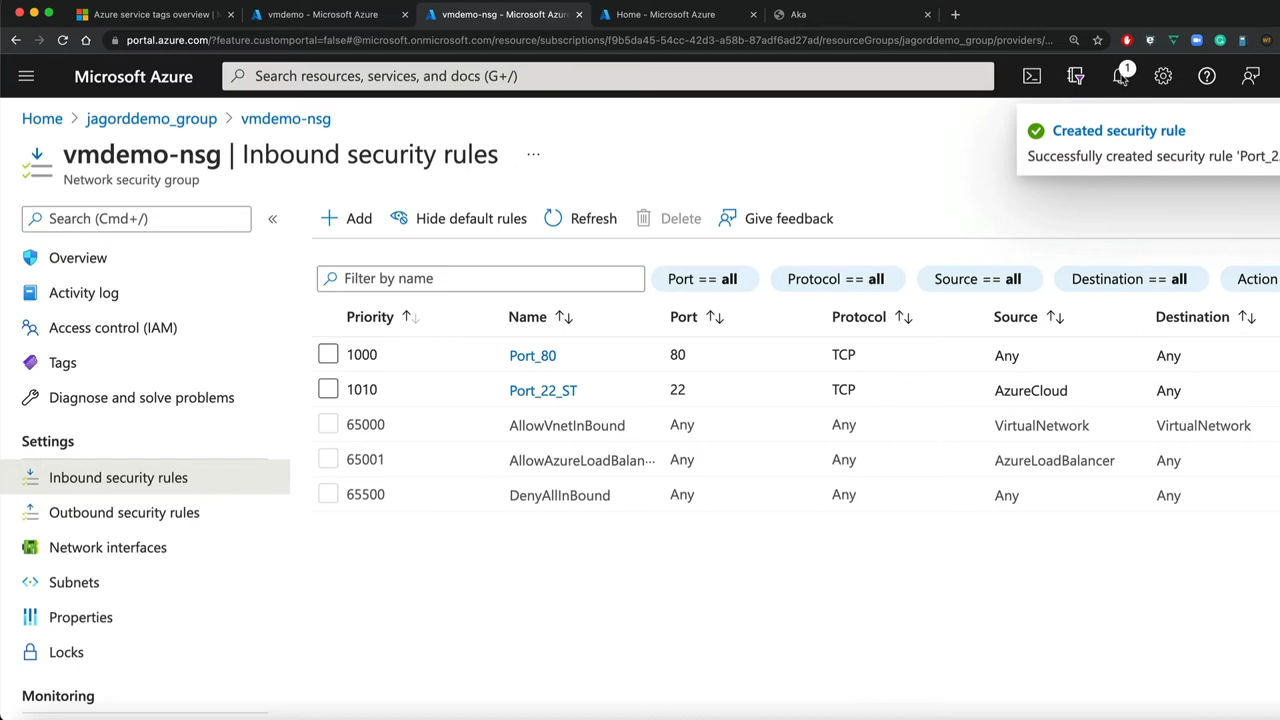 Azure service tags overview |
vmdemo - Microsoft Azure
vmdemo-nsg - Microsoft Azure
Home - Microsoft Azure
Aka
portal.azure.com/?feature.customportal=false#@microsoft.onmicrosoft.com/resource/subscriptions/f9b5da45-54cc-42d3-a58b-87adf6ad27ad/resourceGroups/jagorddemo_group/providers/...
Microsoft Azure
Search resources, services, and docs (G+/)
1
Home > jagorddemo_group > vmdemo-nsg
Created security rule
Successfully created security rule 'Port_2
vmdemo-nsg | Inbound security rules ...
Network security group
Search (Cmd+/)
«
Add
Hide default rules
Refresh
Delete
Give feedback
Overview
Activity log
Access control (IAM)
Tags
Diagnose and solve problems
Settings
Inbound security rules
Outbound security rules
Network interfaces
Subnets
Properties
Locks
Monitoring
Filter by name
Port == all
Protocol == all
Source == all
Destination == all
Action
Priority ↑↓ Name ↑↓ Port ↑↓ Protocol ↑↓ Source ↑↓ Destination ↑↓
1000 Port_80 80 TCP Any Any
1010 Port_22_ST 22 TCP AzureCloud Any
65000 AllowVnetInBound Any Any VirtualNetwork VirtualNetwork
65001 AllowAzureLoadBalan··· Any Any AzureLoadBalancer Any
65500 DenyAllInBound Any Any Any Any